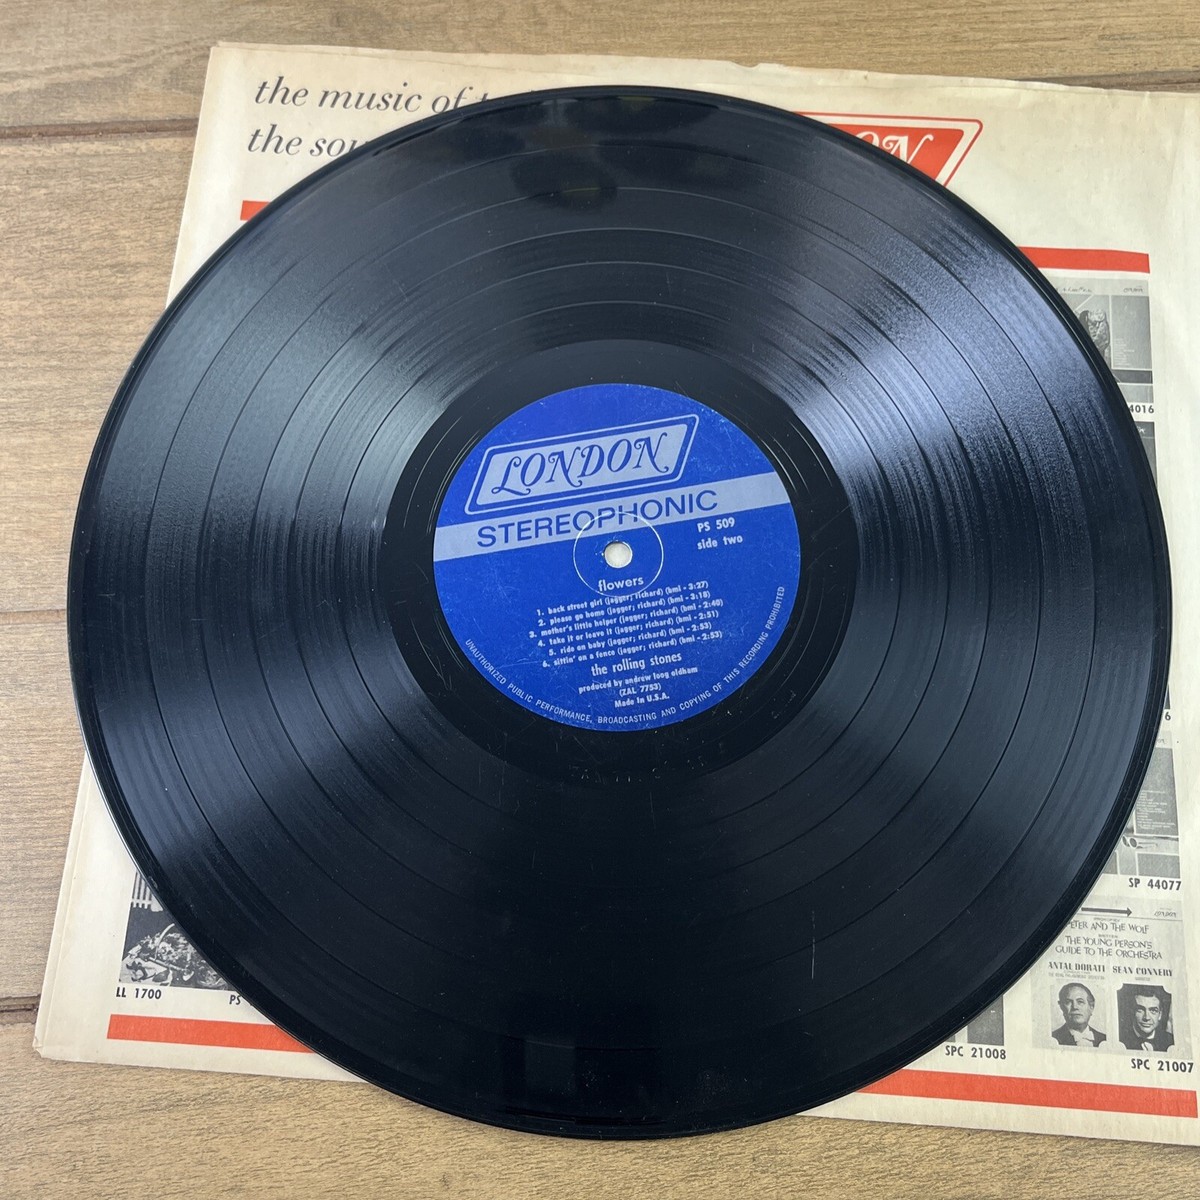 the music of
the
LONDON
STEREOPHONIC
PS 509
side two
flowers
1. back street girl (jagger; richard) (bmi - 3:27)
2. please go home (jagger; richard) (bmi - 3:18)
3. mother's little helper (jagger; richard) (bmi - 2:40)
4. take it or leave it (jagger; richard) (bmi - 2:51)
5. ride on baby (jagger; richard) (bmi - 2:53)
6. sittin' on a fence (jagger; richard) (bmi - 2:53)
the rolling stones
produced by andrew loog oldham
(ZAL 7753)
Made in U.S.A.
UNAUTHORIZED PUBLIC PERFORMANCE, BROADCASTING AND COPYING OF THIS RECORDING PROHIBITED
4016
SP 44077
PETER AND THE WOLF
THE YOUNG PERSON'S
GUIDE TO THE ORCHESTRA
ANTAL DORATI SEAN CONNERY
LL 1700
PS
SPC 21008
SPC 21007